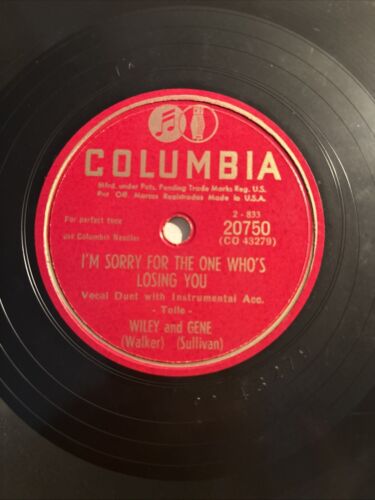 COLUMBIA
Mfrd. under Pats. Pending Trade Marks Reg. U.S.
Pat. Off. Marcas Registradas Made in U.S.A.
For perfect tone
use Columbia Needles
2 - 833
20750
(CO 43279)
I'M SORRY FOR THE ONE WHO'S
LOSING YOU
Vocal Duet with Instrumental Acc.
- Tolle -
WILEY and GENE
(Walker) (Sullivan)